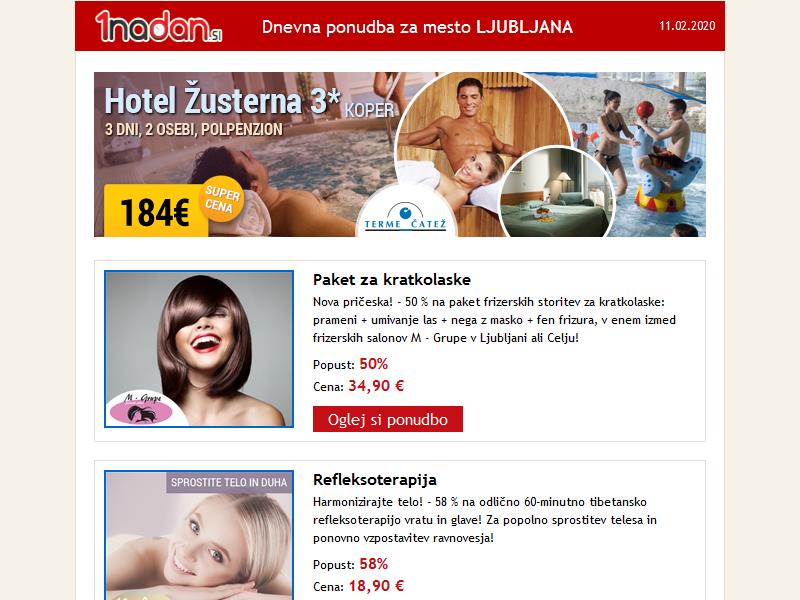 1nadan.si
Dnevna ponudba za mesto LJUBLJANA
11.02.2020
Hotel Žusterna 3* KOPER
3 DNI, 2 OSEBI, POLPENZION
184€
SUPER
CENA
TERME ČATEŽ
Paket za kratkolaske
Nova pričeska! - 50 % na paket frizerskih storitev za kratkolaske:
prameni + umivanje las + nega z masko + fen frizura, v enem izmed
frizerskih salonov M - Grupe v Ljubljani ali Celju!
Popust: 50%
Cena: 34,90 €
Oglej si ponudbo
M - Grupe
SPROSTITE TELO IN DUHA
Refleksoterapija
Harmonizirajte telo! - 58 % na odlično 60-minutno tibetansko
refleksoterapijo vratu in glave! Za popolno sprostitev telesa in
ponovno vzpostavitev ravnovesja!
Popust: 58%
Cena: 18,90 €